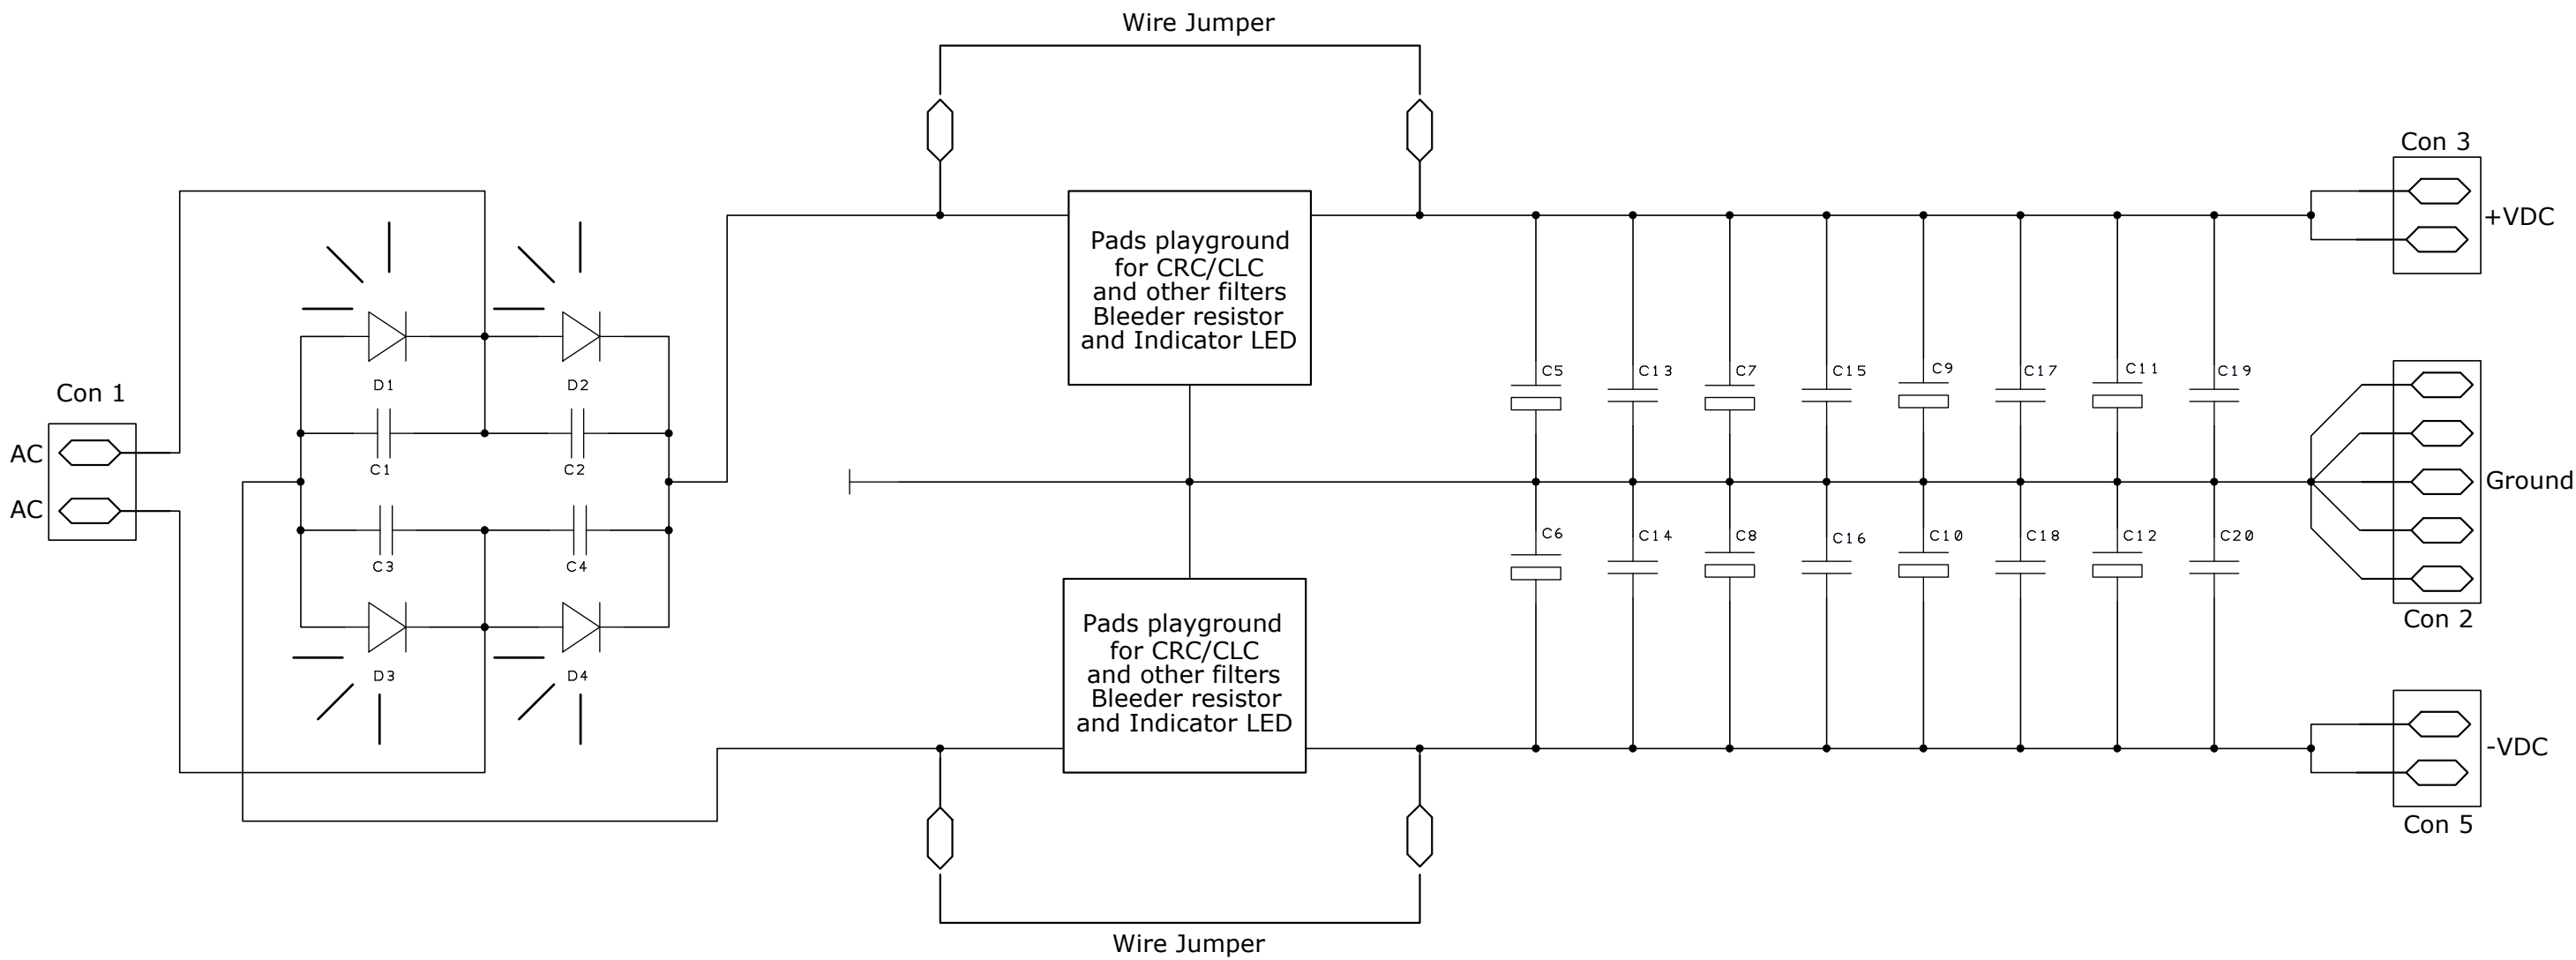 Wire Jumper
Con 3
+VDC
Pads playground
for CRC/CLC
and other filters
Bleeder resistor
and Indicator LED
D1
D2
C5
C13
C7
C15
C9
C17
C11
C19
Con 1
AC
AC
C1
C2
Ground
C3
C4
C6
C14
C8
C16
C10
C18
C12
C20
Con 2
Pads playground
for CRC/CLC
and other filters
Bleeder resistor
and Indicator LED
D3
D4
-VDC
Con 5
Wire Jumper